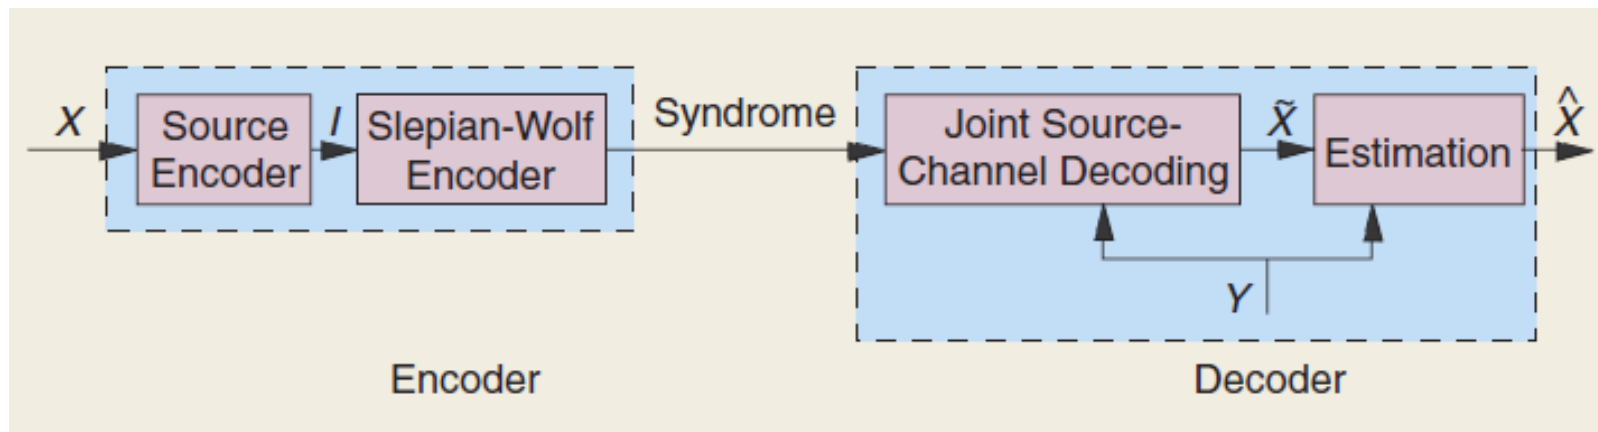 X
Source
Encoder
I
Slepian-Wolf
Encoder
Syndrome
Joint Source-
Channel Decoding
X̃
Estimation
X̂
Y
Encoder
Decoder